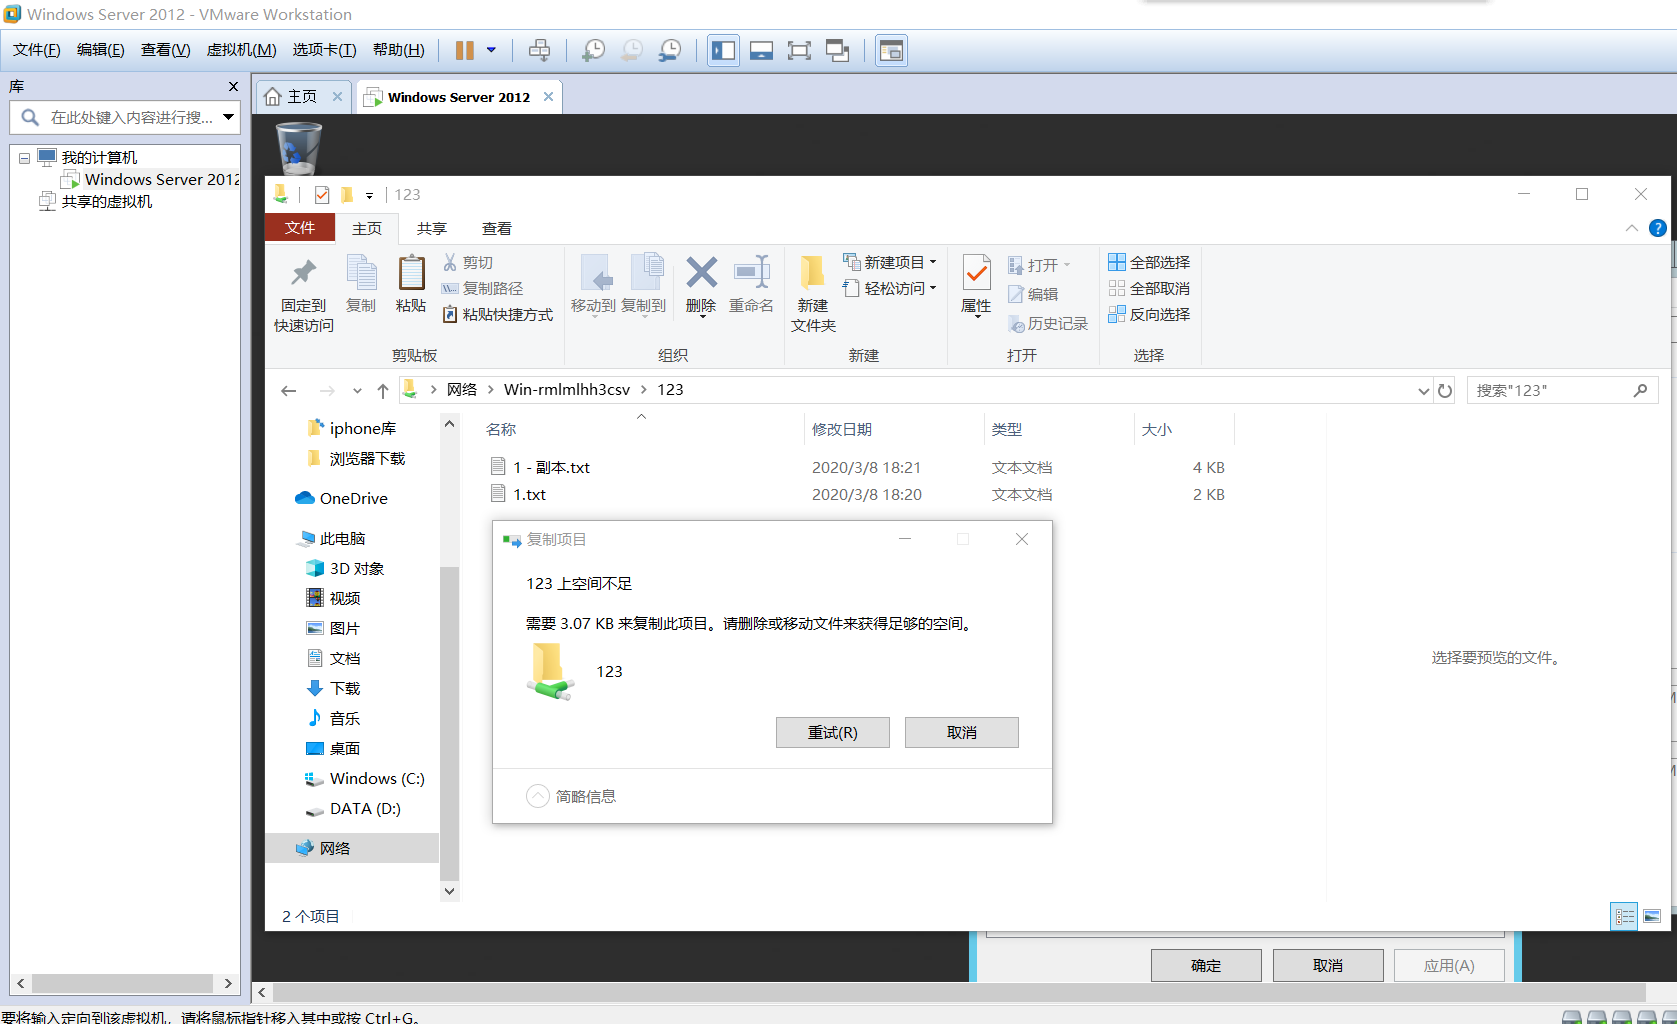 Windows Server 2012 - VMware Workstation
文件(F) 编辑(E) 查看(V) 虚拟机(M) 选项卡(T) 帮助(H)
库
在此处键入内容进行搜...
我的计算机
Windows Server 2012
共享的虚拟机
主页 Windows Server 2012
123
文件 主页 共享 查看
固定到
快速访问
复制
粘贴
剪切
复制路径
粘贴快捷方式
剪贴板
移动到 复制到 删除 重命名
组织
新建
文件夹
新建项目
轻松访问
新建
属性
打开
编辑
历史记录
打开
全部选择
全部取消
反向选择
选择
网络 Win-rmlmlhh3csv 123
搜索"123"
iphone库
浏览器下载
OneDrive
此电脑
3D 对象
视频
图片
文档
下载
音乐
桌面
Windows (C:)
DATA (D:)
网络
名称 修改日期 类型 大小
1 - 副本.txt 2020/3/8 18:21 文本文档 4 KB
1.txt 2020/3/8 18:20 文本文档 2 KB
复制项目
123 上空间不足
需要 3.07 KB 来复制此项目。请删除或移动文件来获得足够的空间。
123
重试(R) 取消
简略信息
选择要预览的文件。
2 个项目
确定 取消 应用(A)
要将输入定向到该虚拟机，请将鼠标指针移入其中或按 Ctrl+G。